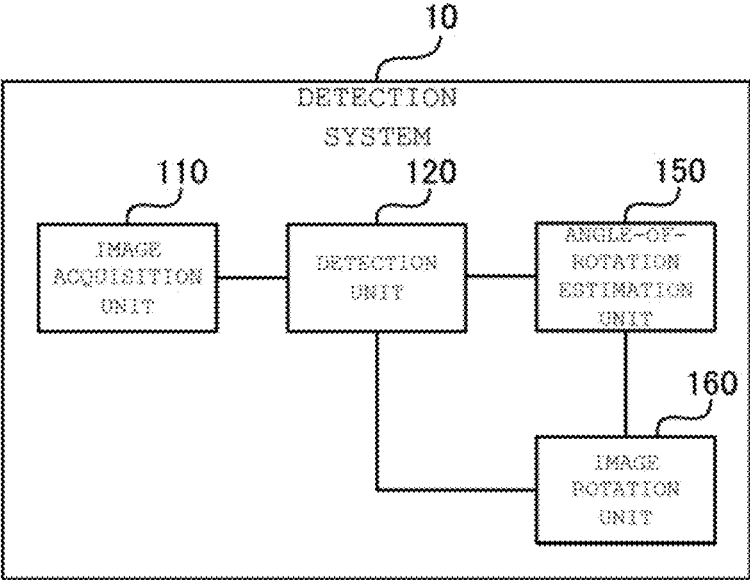 10
DETECTION
SYSTEM
110
120
150
IMAGE
ACQUISITION
UNIT
DETECTION
UNIT
ANGLE-OF-
ROTATION
ESTIMATION
UNIT
160
IMAGE
ROTATION
UNIT